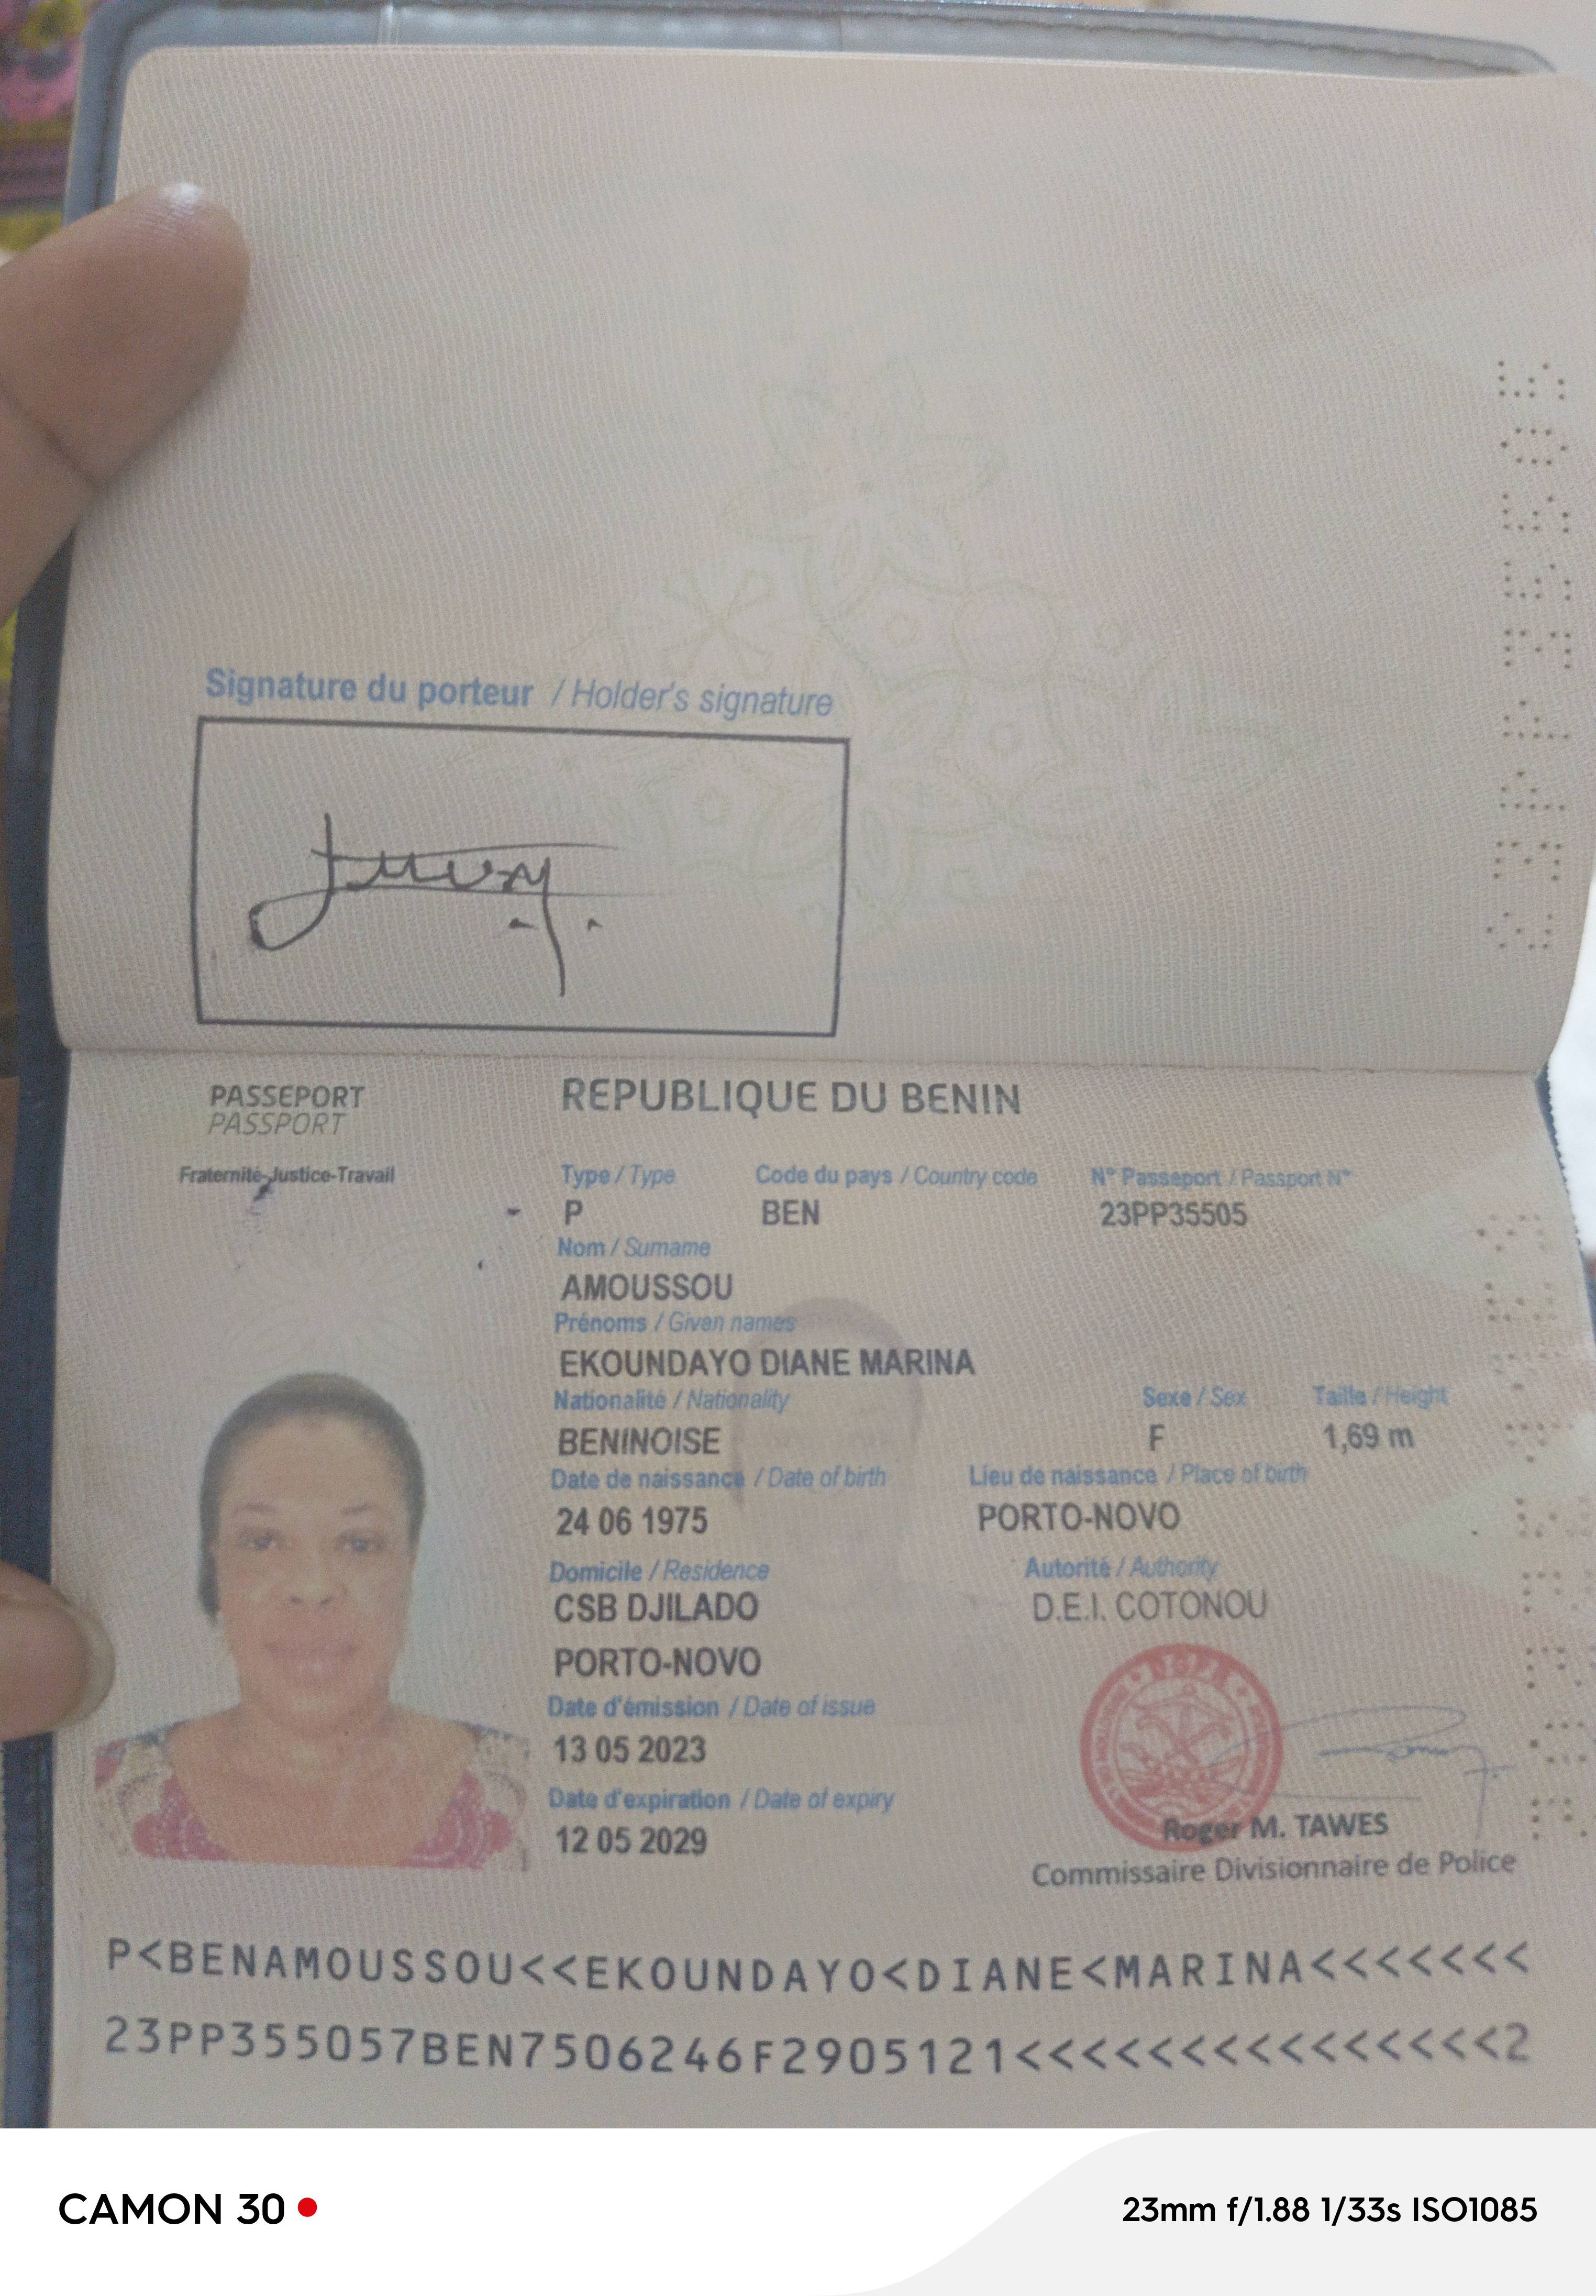 Signature du porteur / Holder's signature
PASSEPORT
PASSPORT
REPUBLIQUE DU BENIN
Fraternité-Justice-Travail
Type / Type Code du pays / Country code N° Passeport / Passport N°
P BEN 23PP35505
Nom / Surname
AMOUSSOU
Prénoms / Given names
EKOUNDAYO DIANE MARINA
Nationalité / Nationality Sexe / Sex Taille / Height
BENINOISE F 1,69 m
Date de naissance / Date of birth Lieu de naissance / Place of birth
24 06 1975 PORTO-NOVO
Domicile / Residence Autorité / Authority
CSB DJILADO D.E.I. COTONOU
PORTO-NOVO
Date d'émission / Date of issue
13 05 2023
Date d'expiration / Date of expiry
12 05 2029
Roger M. TAWES
Commissaire Divisionnaire de Police
P<BENAMOUSSOU<<EKOUNDAYO<DIANE<MARINA<<<<<<<
23PP355057BEN7506246F2905121<<<<<<<<<<<<<<<2
23PP35505
CAMON 30
23mm f/1.88 1/33s ISO1085